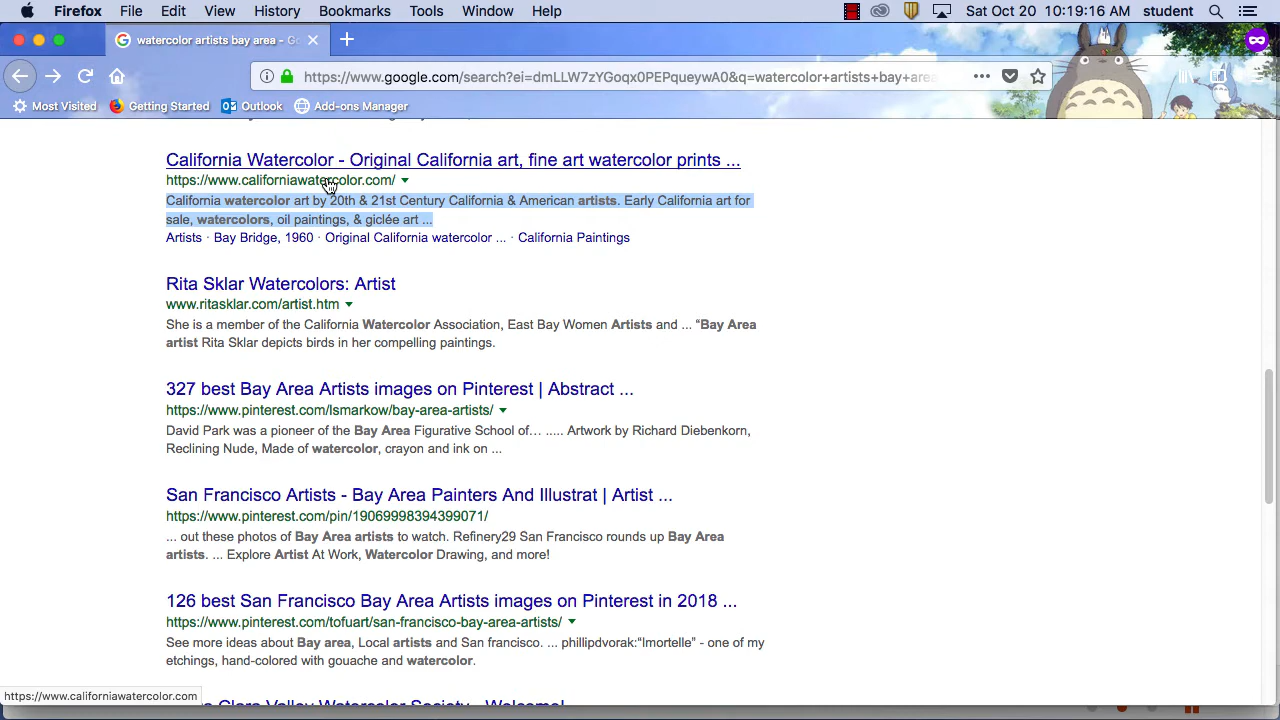 Firefox File Edit View History Bookmarks Tools Window Help Sat Oct 20 10:19:16 AM student
watercolor artists bay area - Go
https://www.google.com/search?ei=dmLLW7zYGoqx0PEPqueywA0&q=watercolor+artists+bay+area
Most Visited Getting Started Outlook Add-ons Manager
California Watercolor - Original California art, fine art watercolor prints ...
https://www.californiawatercolor.com/
California watercolor art by 20th & 21st Century California & American artists. Early California art for
sale, watercolors, oil paintings, & giclée art ...
Artists · Bay Bridge, 1960 · Original California watercolor ... · California Paintings
Rita Sklar Watercolors: Artist
www.ritasklar.com/artist.htm
She is a member of the California Watercolor Association, East Bay Women Artists and ... “Bay Area
artist Rita Sklar depicts birds in her compelling paintings.
327 best Bay Area Artists images on Pinterest | Abstract ...
https://www.pinterest.com/lsmarkow/bay-area-artists/
David Park was a pioneer of the Bay Area Figurative School of… ..... Artwork by Richard Diebenkorn,
Reclining Nude, Made of watercolor, crayon and ink on ...
San Francisco Artists - Bay Area Painters And Illustrat | Artist ...
https://www.pinterest.com/pin/19069998394399071/
... out these photos of Bay Area artists to watch. Refinery29 San Francisco rounds up Bay Area
artists. ... Explore Artist At Work, Watercolor Drawing, and more!
126 best San Francisco Bay Area Artists images on Pinterest in 2018 ...
https://www.pinterest.com/tofuart/san-francisco-bay-area-artists/
See more ideas about Bay area, Local artists and San francisco. ... phillipdvorak:“Imortelle” - one of my
etchings, hand-colored with gouache and watercolor.
Clara Valley Watercolor Society - Welcome!
https://www.californiawatercolor.com